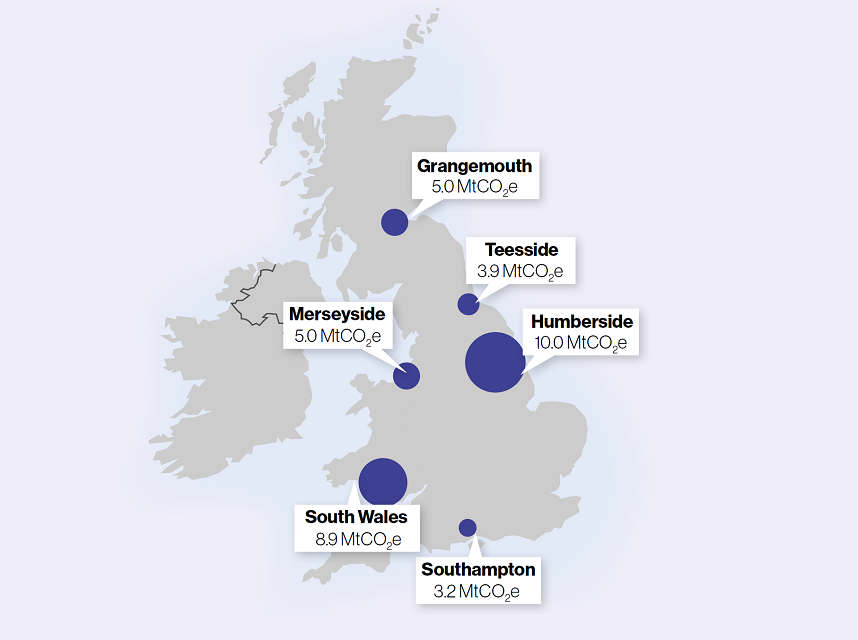 Grangemouth
5.0 MtCO₂e
Teesside
3.9 MtCO₂e
Merseyside
5.0 MtCO₂e
Humberside
10.0 MtCO₂e
South Wales
8.9 MtCO₂e
Southampton
3.2 MtCO₂e